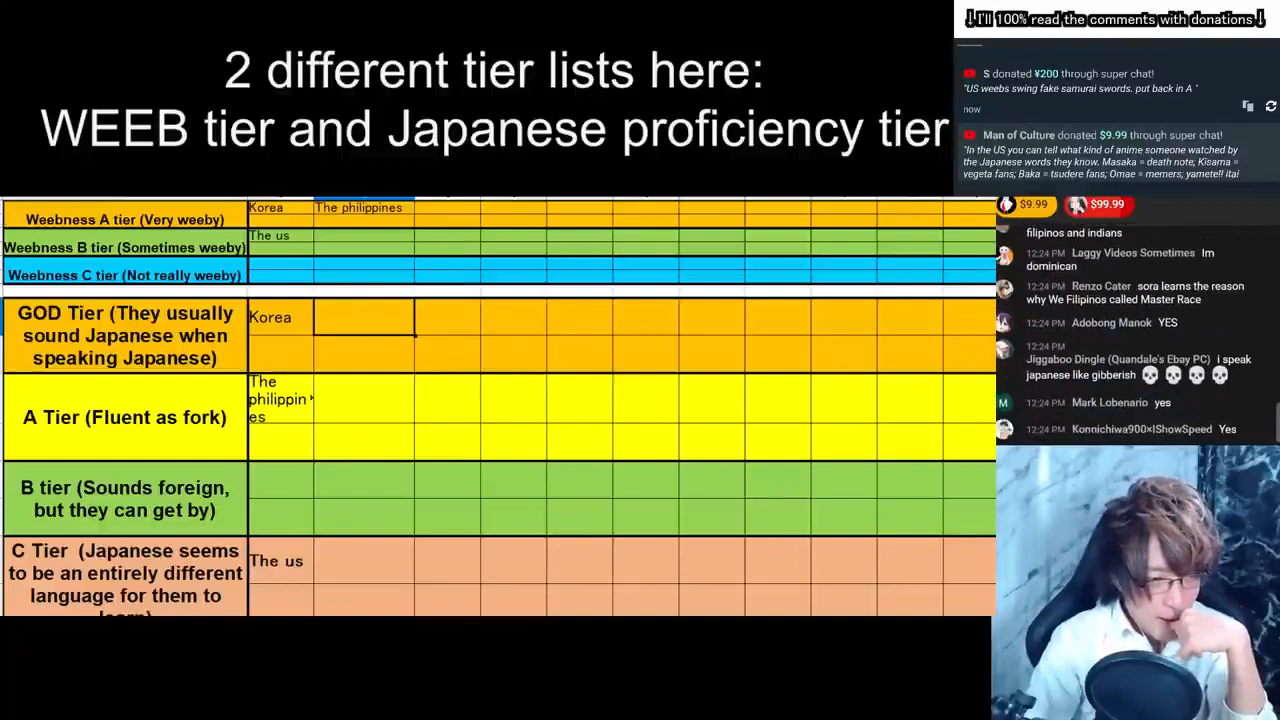 2 different tier lists here:
WEEB tier and Japanese proficiency tier
↓I'll 100% read the comments with donations↓
S donated ¥200 through super chat!
"US weebs swing fake samurai swords. put back in A "
now
Man of Culture donated $9.99 through super chat!
"In the US you can tell what kind of anime someone watched by
the Japanese words they know. Masaka = death note; Kisama =
vegeta fans; Baka = tsudere fans; Omae = memers; yamete!! itai
Weebness A tier (Very weeby)
Korea
The philippines
Weebness B tier (Sometimes weeby)
The us
Weebness C tier (Not really weeby)
GOD Tier (They usually
sound Japanese when
speaking Japanese)
Korea
A Tier (Fluent as fork)
The
philippin
es
B tier (Sounds foreign,
but they can get by)
C Tier (Japanese seems
to be an entirely different
language for them to
learn)
The us
$9.99
$99.99
filipinos and indians
12:24 PM Laggy Videos Sometimes Im
dominican
12:24 PM Renzo Cater sora learns the reason
why We Filipinos called Master Race
12:24 PM Adobong Manok YES
12:24 PM
Jiggaboo Dingle (Quandale's Ebay PC) i speak
japanese like gibberish 💀 💀 💀 💀
M 12:24 PM Mark Lobenario yes
12:24 PM Konnichiwa900×IShowSpeed Yes